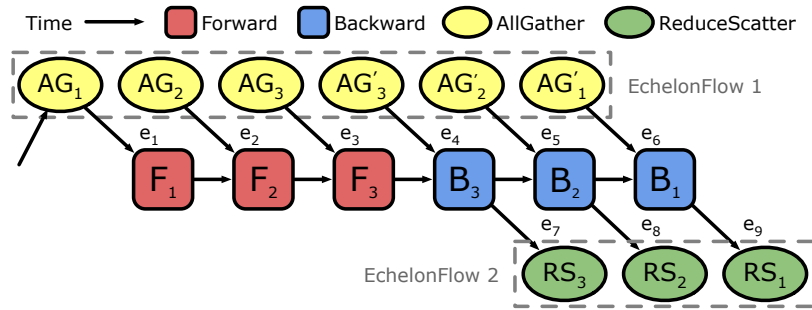 Time Forward Backward AllGather ReduceScatter
AG₁ AG₂ AG₃ AG′₃ AG′₂ AG′₁ EchelonFlow 1
e₁ e₂ e₃ e₄ e₅ e₆
F₁ F₂ F₃ B₃ B₂ B₁
e₇ e₈ e₉
EchelonFlow 2 RS₃ RS₂ RS₁